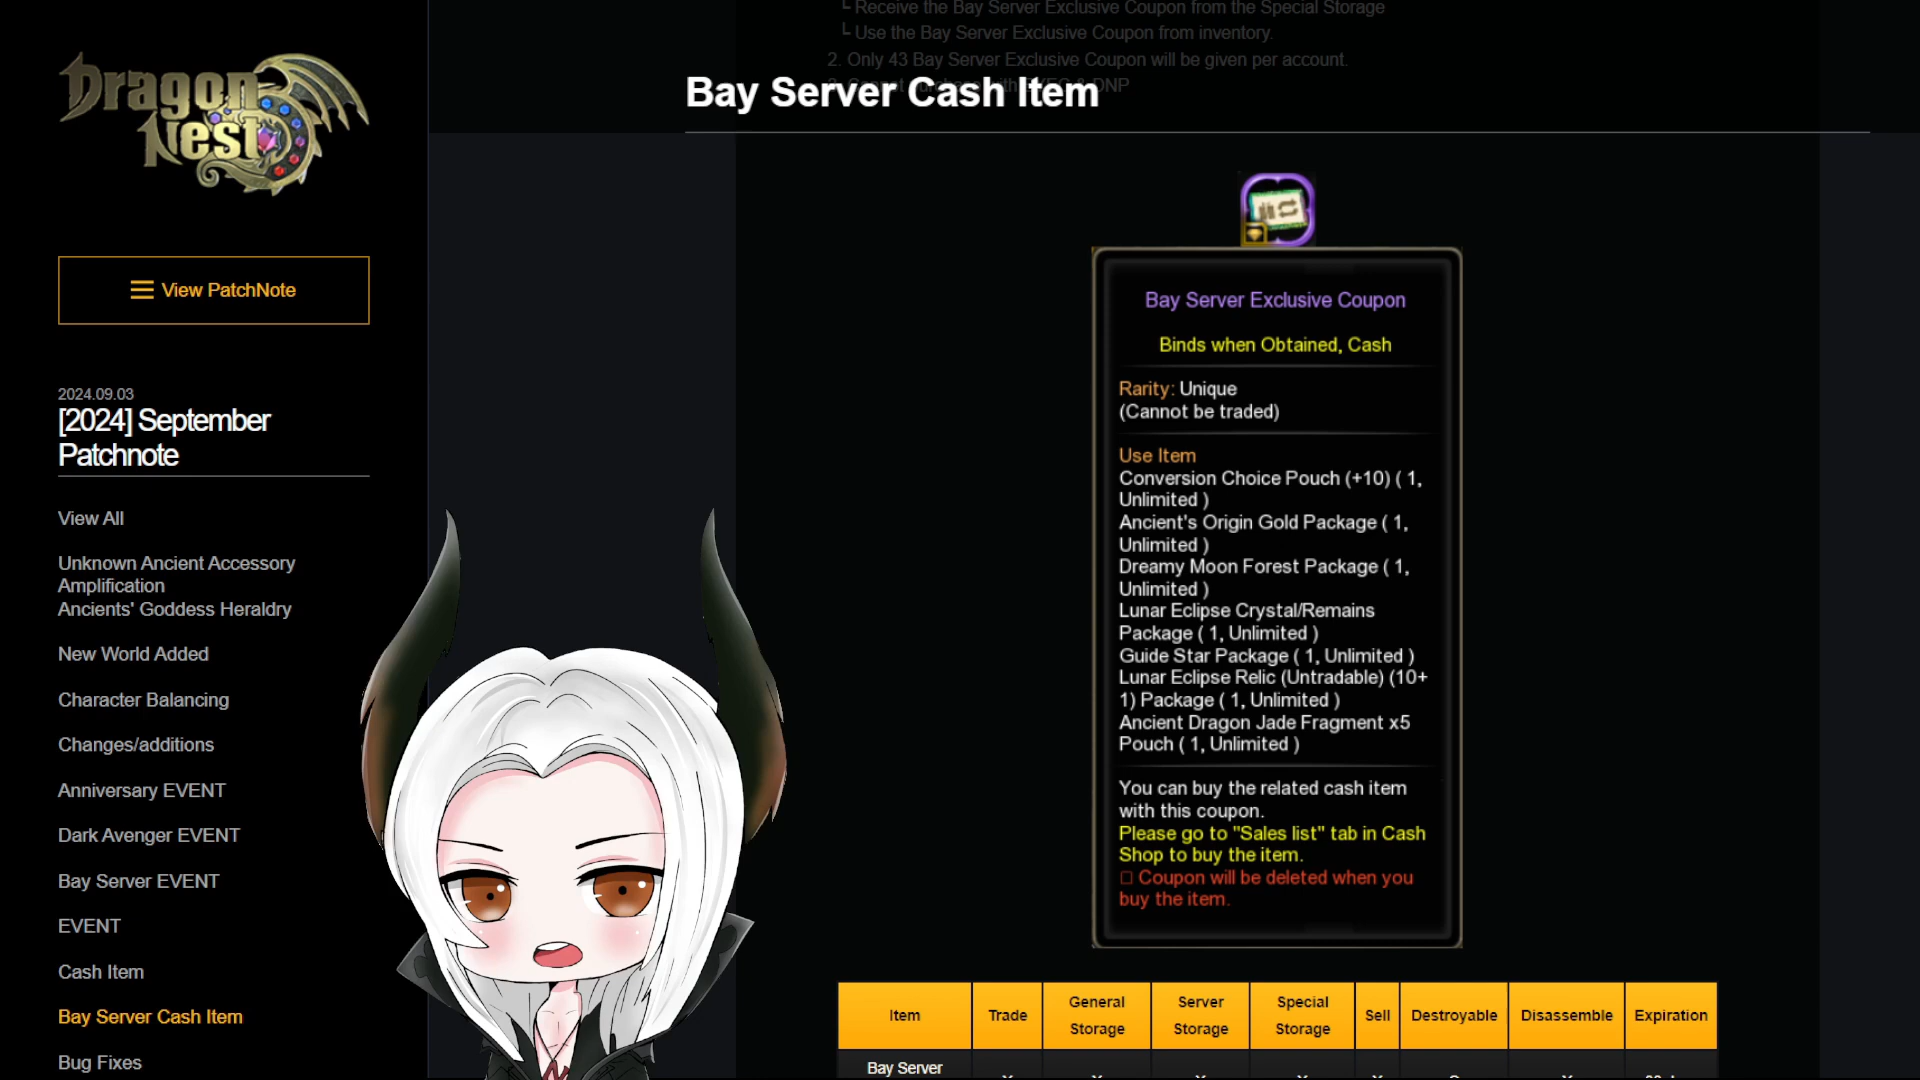 Dragon
Nest
View PatchNote
2024.09.03
[2024] September
Patchnote
View All
Unknown Ancient Accessory
Amplification
Ancients' Goddess Heraldry
New World Added
Character Balancing
Changes/additions
Anniversary EVENT
Dark Avenger EVENT
Bay Server EVENT
EVENT
Cash Item
Bay Server Cash Item
Bug Fixes
└ Receive the Bay Server Exclusive Coupon from the Special Storage
└ Use the Bay Server Exclusive Coupon from inventory.
2. Only 43 Bay Server Exclusive Coupon will be given per account.
Bay Server Cash Item
Bay Server Exclusive Coupon
Binds when Obtained, Cash
Rarity: Unique
(Cannot be traded)
Use Item
Conversion Choice Pouch (+10) ( 1,
Unlimited )
Ancient's Origin Gold Package ( 1,
Unlimited )
Dreamy Moon Forest Package ( 1,
Unlimited )
Lunar Eclipse Crystal/Remains
Package ( 1, Unlimited )
Guide Star Package ( 1, Unlimited )
Lunar Eclipse Relic (Untradable) (10+
1) Package ( 1, Unlimited )
Ancient Dragon Jade Fragment x5
Pouch ( 1, Unlimited )
You can buy the related cash item
with this coupon.
Please go to "Sales list" tab in Cash
Shop to buy the item.
□ Coupon will be deleted when you
buy the item.
Item Trade General Storage Server Storage Special Storage Sell Destroyable Disassemble Expiration
Bay Server